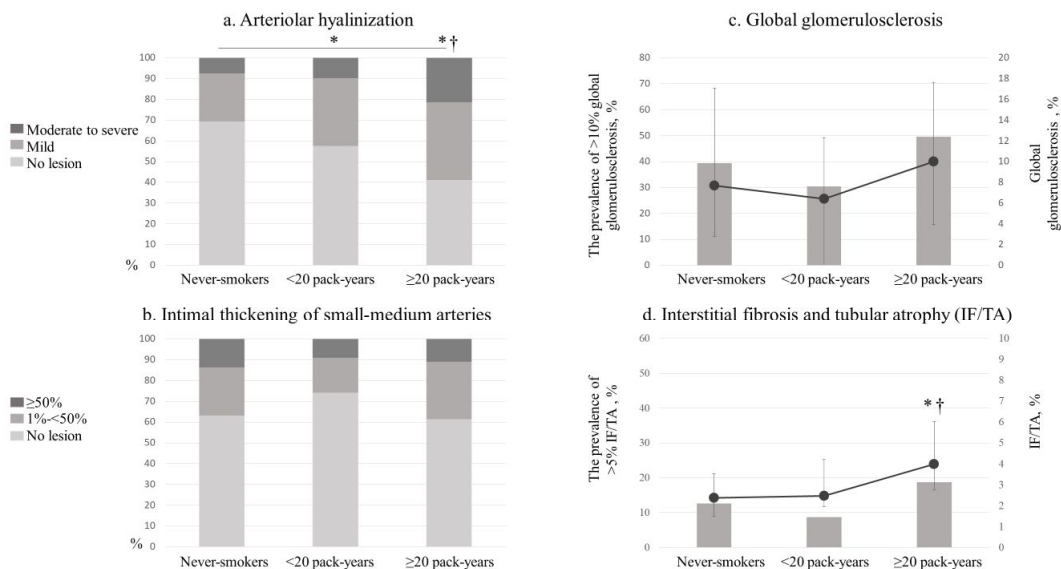 a. Arteriolar hyalinization
*
* †
100
90
80
70
60
50
40
30
20
10
0
%
Moderate to severe
Mild
No lesion
Never-smokers
<20 pack-years
≥20 pack-years
b. Intimal thickening of small-medium arteries
100
90
80
70
60
50
40
30
20
10
0
%
≥50%
1%-<50%
No lesion
Never-smokers
<20 pack-years
≥20 pack-years
c. Global glomerulosclerosis
The prevalence of >10% global
glomerulosclerosis, %
80
70
60
50
40
30
20
10
0
20
18
16
14
12
10
8
6
4
2
0
Global
glomerulosclerosis , %
Never-smokers
<20 pack-years
≥20 pack-years
d. Interstitial fibrosis and tubular atrophy (IF/TA)
The prevalence of
>5% IF/TA , %
60
50
40
30
20
10
0
* †
10
9
8
7
6
5
4
3
2
1
0
IF/TA, %
Never-smokers
<20 pack-years
≥20 pack-years